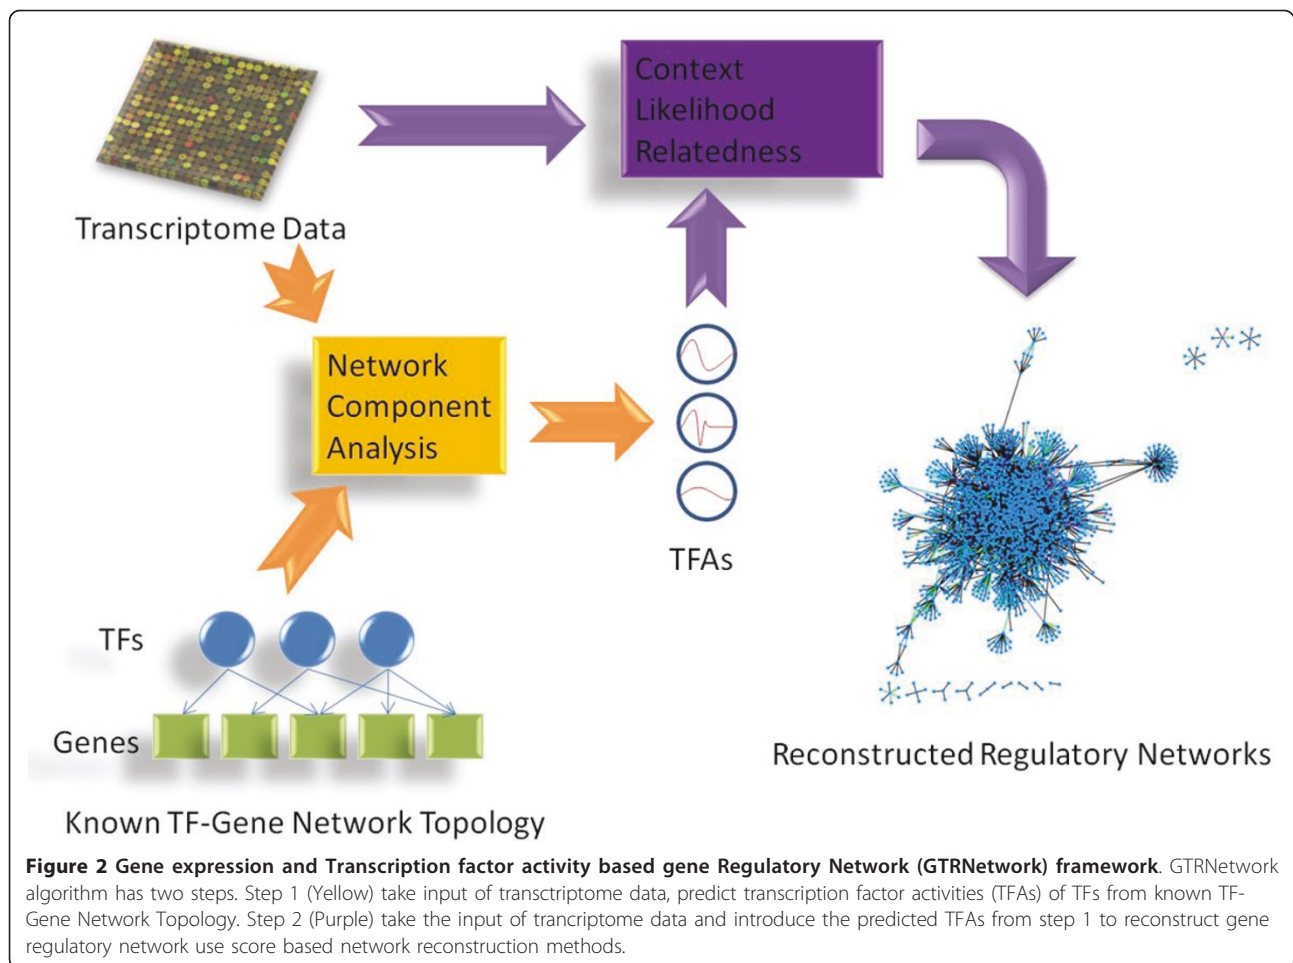 Context
Likelihood
Relatedness
Transcriptome Data
Network
Component
Analysis
TFAs
TFs
Genes
Known TF-Gene Network Topology
Reconstructed Regulatory Networks
Figure 2 Gene expression and Transcription factor activity based gene Regulatory Network (GTRNetwork) framework. GTRNetwork
algorithm has two steps. Step 1 (Yellow) take input of transctriptome data, predict transcription factor activities (TFAs) of TFs from known TF-
Gene Network Topology. Step 2 (Purple) take the input of trancriptome data and introduce the predicted TFAs from step 1 to reconstruct gene
regulatory network use score based network reconstruction methods.